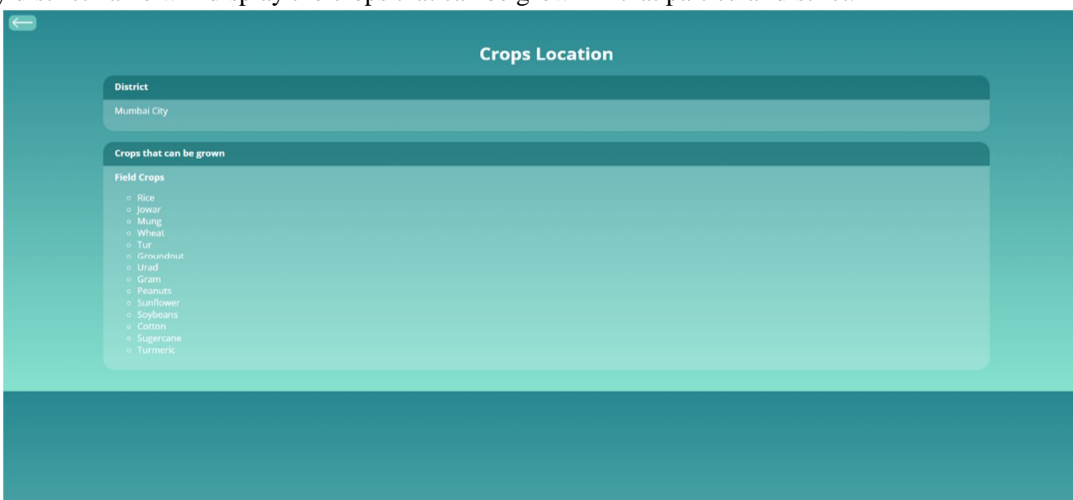 Crops Location
District
Mumbai City
Crops that can be grown
Field Crops
Rice
Jowar
Mung
Wheat
Tur
Groundnut
Urad
Gram
Peanuts
Sunflower
Soybeans
Cotton
Sugercane
Turmeric